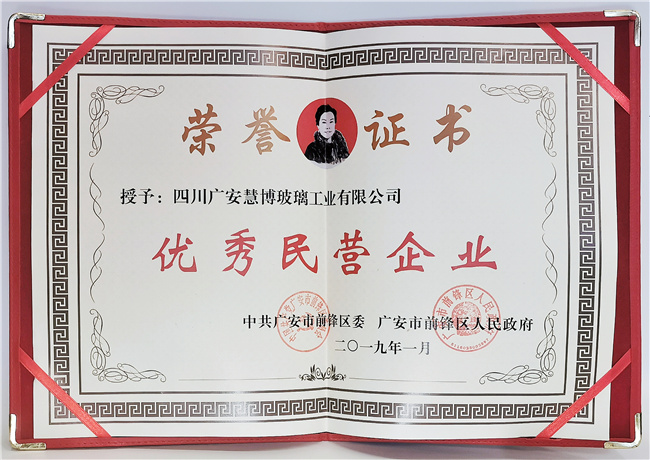 荣誉证书
授予：四川广安慧博玻璃工业有限公司
优秀民营企业
中共广安市前锋区委 广安市前锋区人民政府
二〇一九年一月